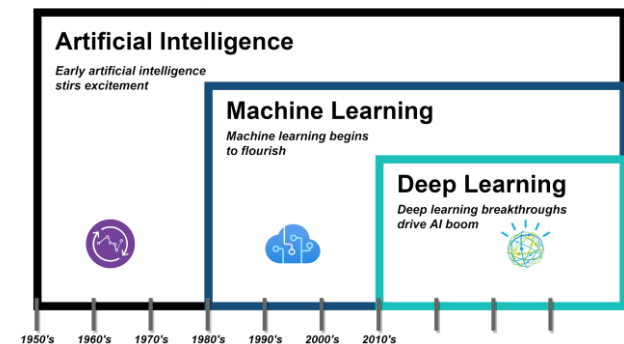 Artificial Intelligence
Early artificial intelligence
stirs excitement
Machine Learning
Machine learning begins
to flourish
Deep Learning
Deep learning breakthroughs
drive AI boom
1950's 1960's 1970's 1980's 1990's 2000's 2010's